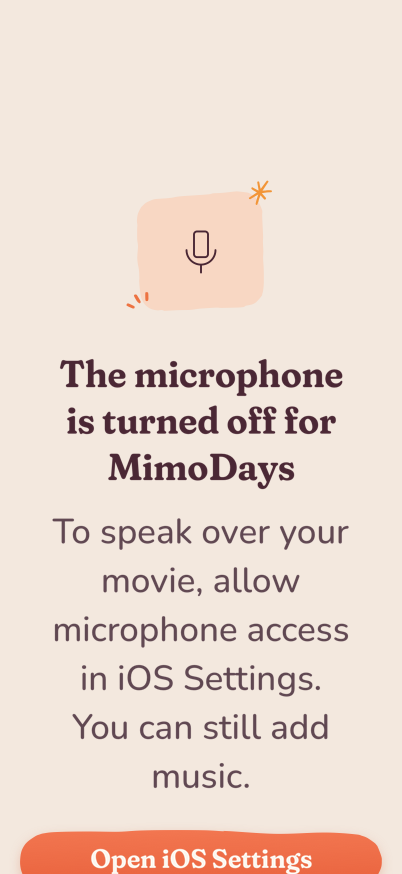 The microphone
is turned off for
MimoDays
To speak over your
movie, allow
microphone access
in iOS Settings.
You can still add
music.
Open iOS Settings